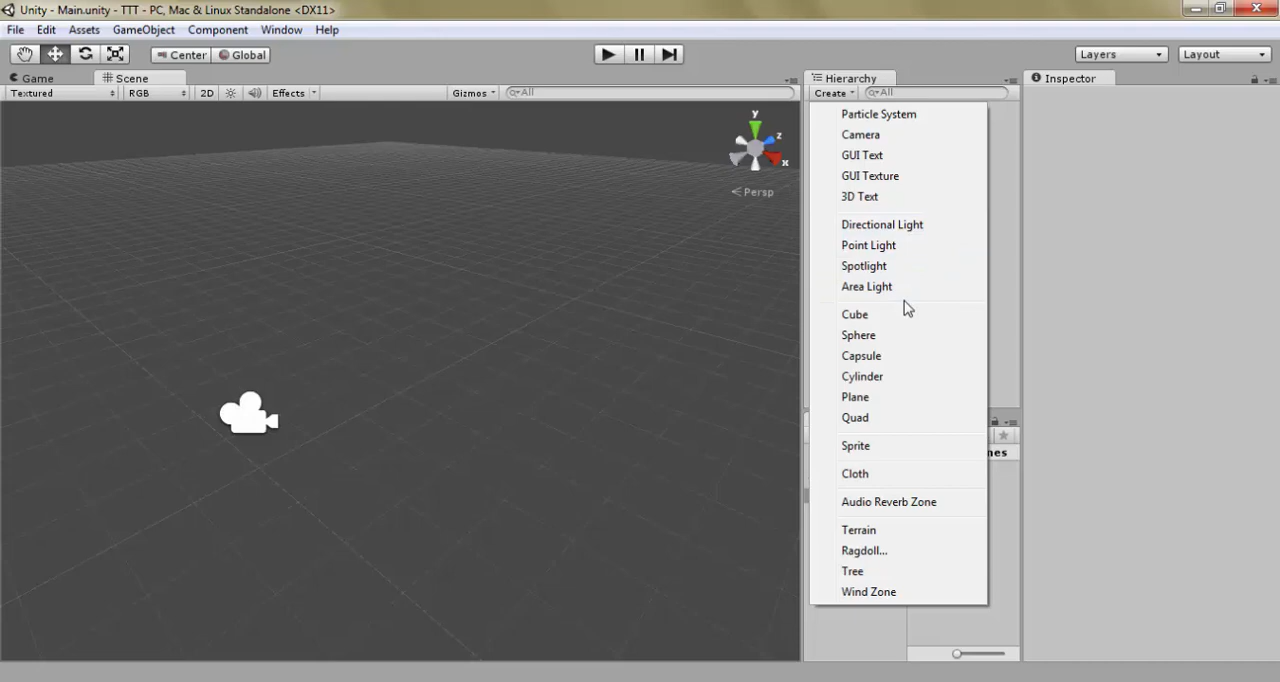 Unity - Main.unity - TTT - PC, Mac & Linux Standalone <DX11>
File Edit Assets GameObject Component Window Help
Center Global Layers Layout
Game Scene Hierarchy Inspector
Textured RGB 2D Effects Gizmos All Create All
Particle System
Camera
GUI Text
GUI Texture
3D Text
Directional Light
Point Light
Spotlight
Area Light
Cube
Sphere
Capsule
Cylinder
Plane
Quad
Sprite
Cloth
Audio Reverb Zone
Terrain
Ragdoll...
Tree
Wind Zone
y
z
x
Persp
nes